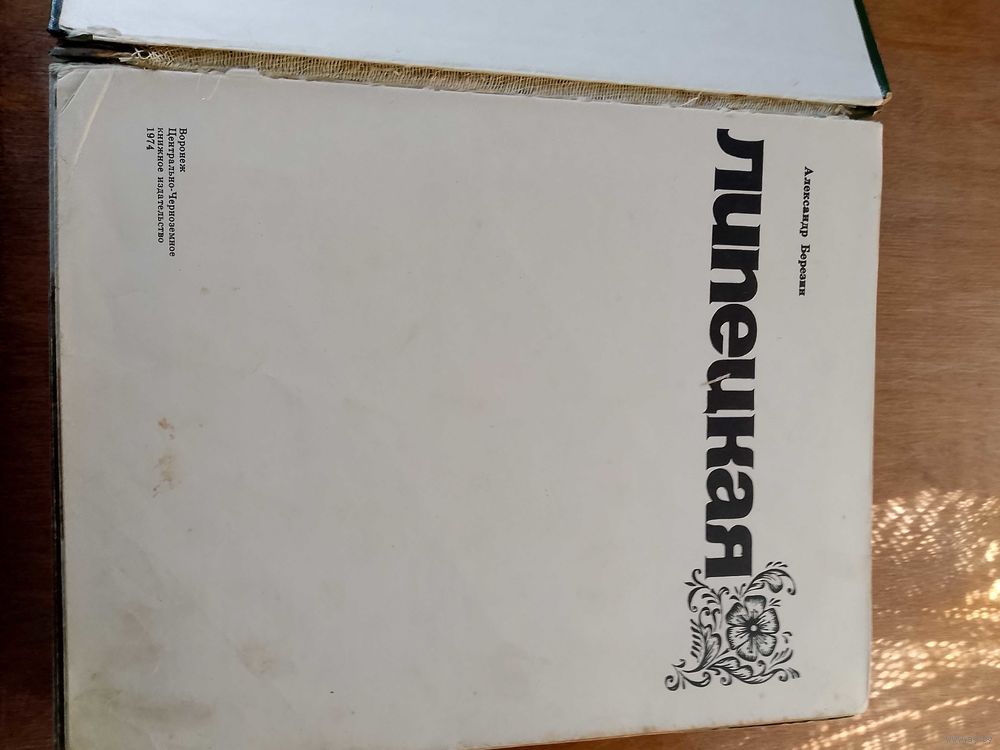 Александр Березин
липецкая
Воронеж
Центрально-Черноземное
книжное издательство
1974